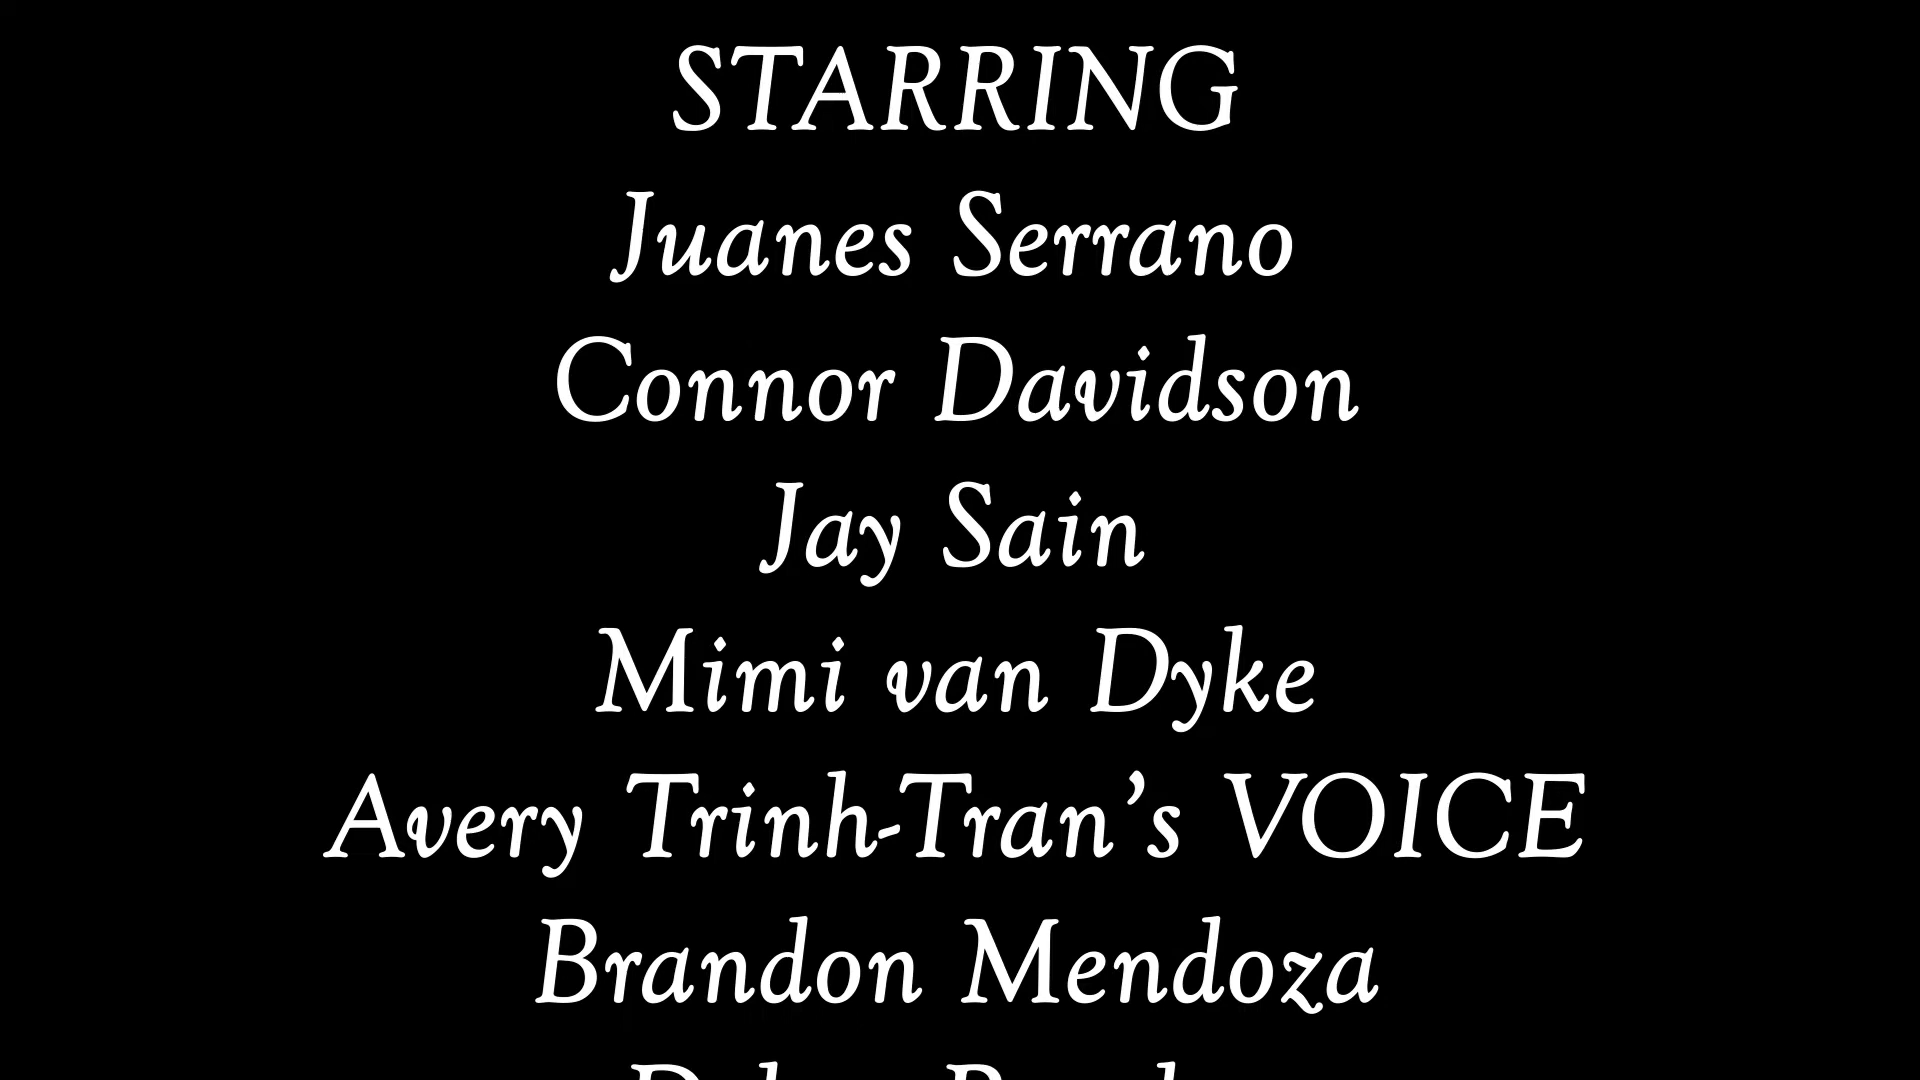 STARRING
Juanes Serrano
Connor Davidson
Jay Sain
Mimi van Dyke
Avery Trinh-Tran’s VOICE
Brandon Mendoza